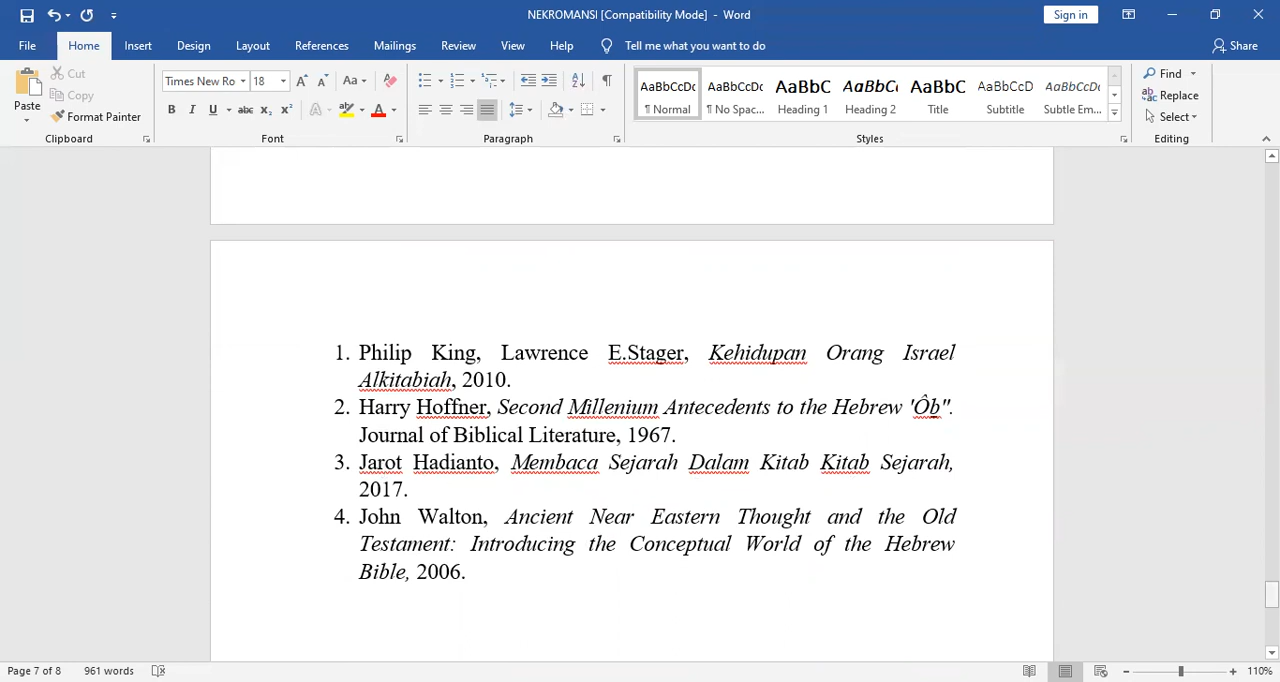 NEKROMANSI [Compatibility Mode] - Word
Sign in
File Home Insert Design Layout References Mailings Review View Help Tell me what you want to do Share
Paste Cut Copy Format Painter
Times New Ro 18
AaBbCcDc AaBbCcDc AaBbC AaBbCc AaBbC AaBbCcD AaBbCcDc
¶ Normal ¶ No Spac... Heading 1 Heading 2 Title Subtitle Subtle Em...
Find
Replace
Select
Clipboard Font Paragraph Styles Editing
1. Philip King, Lawrence E.Stager, Kehidupan Orang Israel
Alkitabiah, 2010.
2. Harry Hoffner, Second Millenium Antecedents to the Hebrew 'Ôb".
Journal of Biblical Literature, 1967.
3. Jarot Hadianto, Membaca Sejarah Dalam Kitab Kitab Sejarah,
2017.
4. John Walton, Ancient Near Eastern Thought and the Old
Testament: Introducing the Conceptual World of the Hebrew
Bible, 2006.
Page 7 of 8 961 words 110%